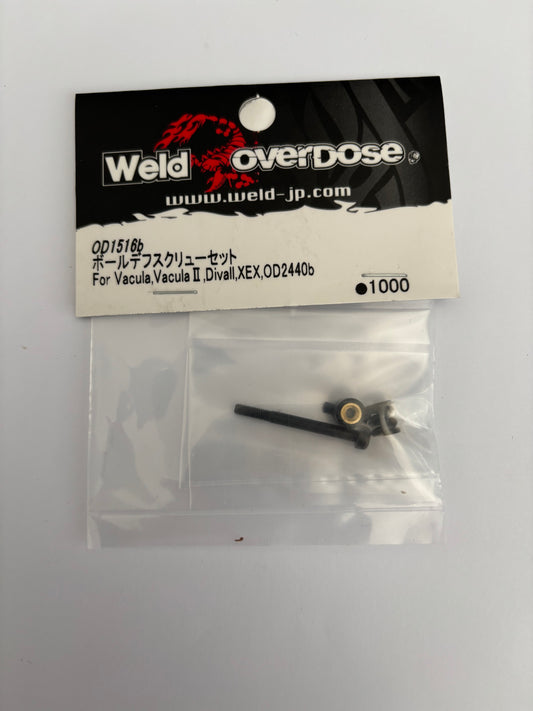 Weld OVERDOSE
www.weld-jp.com
OD1516b
ボールデフスクリューセット
For Vacula,Vacula Ⅱ,Divall,XEX,OD2440b
●1000